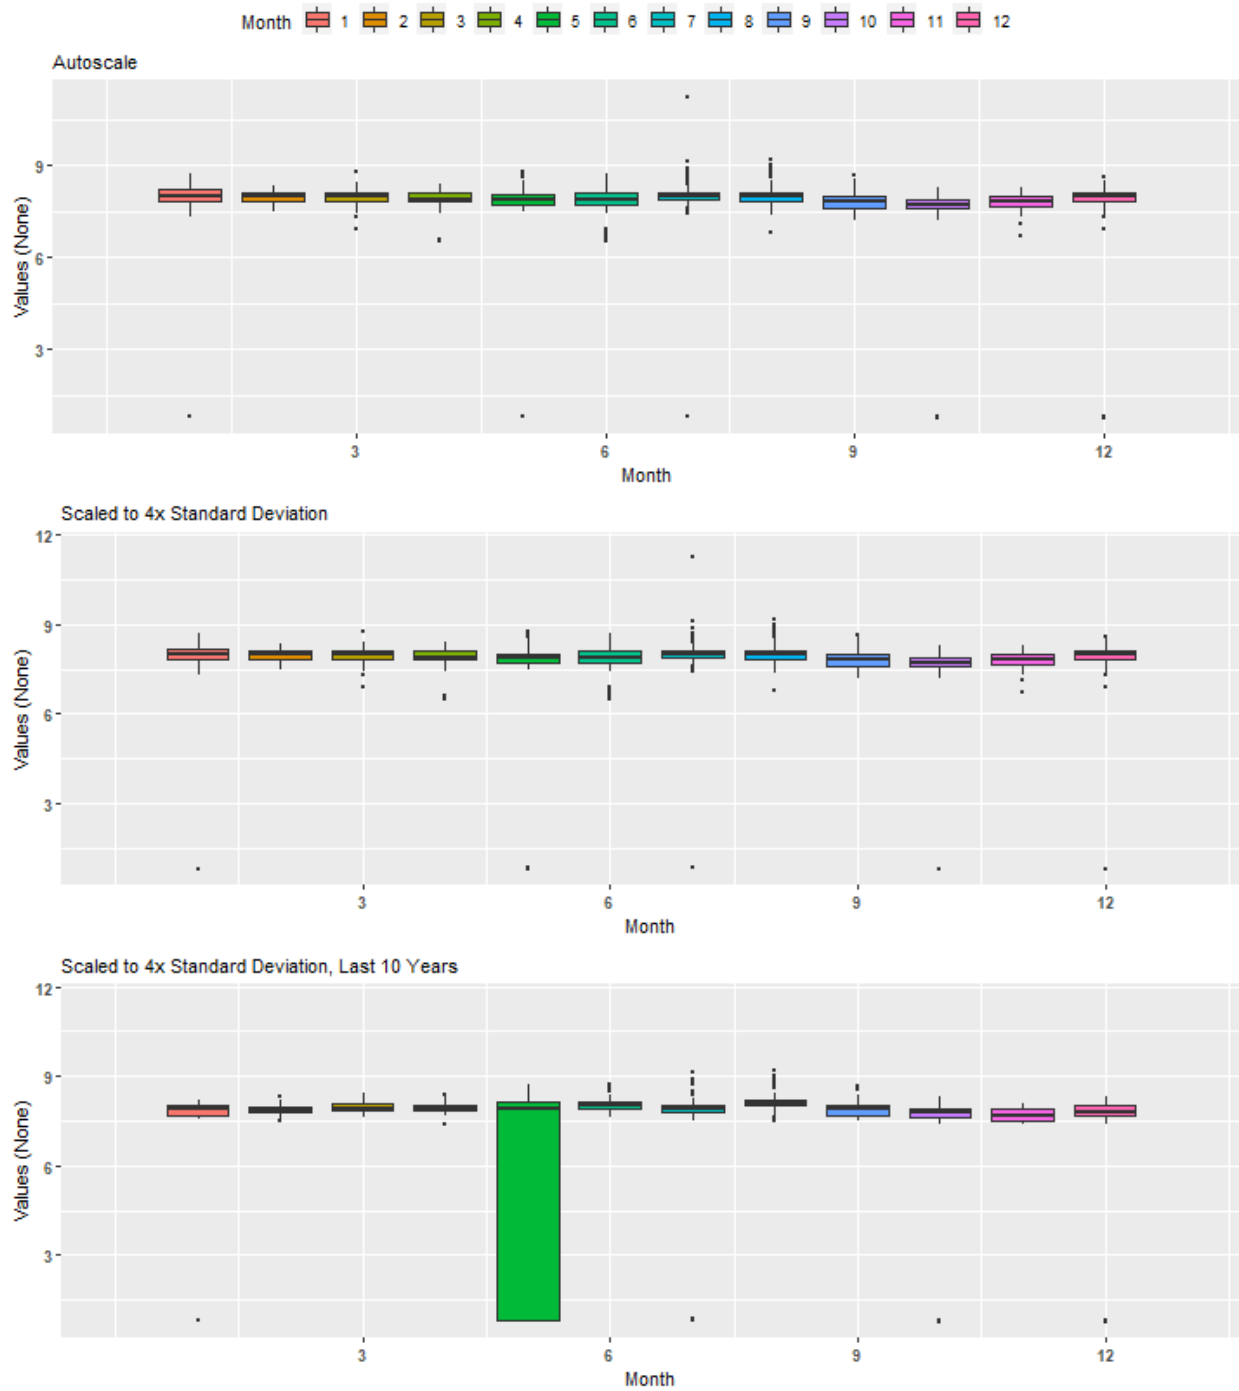 Month 1 2 3 4 5 6 7 8 9 10 11 12
Autoscale
Values (None)
9
6
3
3 6 9 12
Month
Scaled to 4x Standard Deviation
Values (None)
12
9
6
3
3 6 9 12
Month
Scaled to 4x Standard Deviation, Last 10 Years
Values (None)
12
9
6
3
3 6 9 12
Month